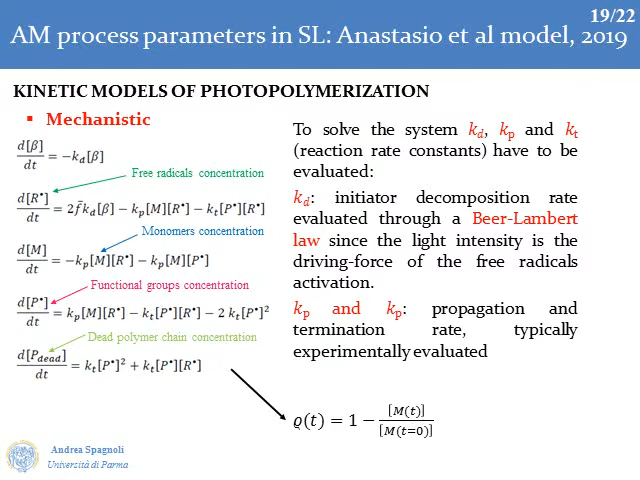 19/22
AM process parameters in SL: Anastasio et al model, 2019
KINETIC MODELS OF PHOTOPOLYMERIZATION
▪ Mechanistic
d[β]/dt = −k_d[β]
Free radicals concentration
d[R•]/dt = 2f̄k_d[β] − k_p[M][R•] − k_t[P•][R•]
Monomers concentration
d[M]/dt = −k_p[M][R•] − k_p[M][P•]
Functional groups concentration
d[P•]/dt = k_p[M][R•] − k_t[P•][R•] − 2 k_t[P•]²
Dead polymer chain concentration
d[P_dead]/dt = k_t[P•]² + k_t[P•][R•]
To solve the system k_d, k_p and k_t
(reaction rate constants) have to be
evaluated:
k_d: initiator decomposition rate
evaluated through a Beer-Lambert
law since the light intensity is the
driving-force of the free radicals
activation.
k_p and k_p: propagation and
termination rate, typically
experimentally evaluated
ϱ(t) = 1 − [M(t)]/[M(t=0)]
Andrea Spagnoli
Università di Parma